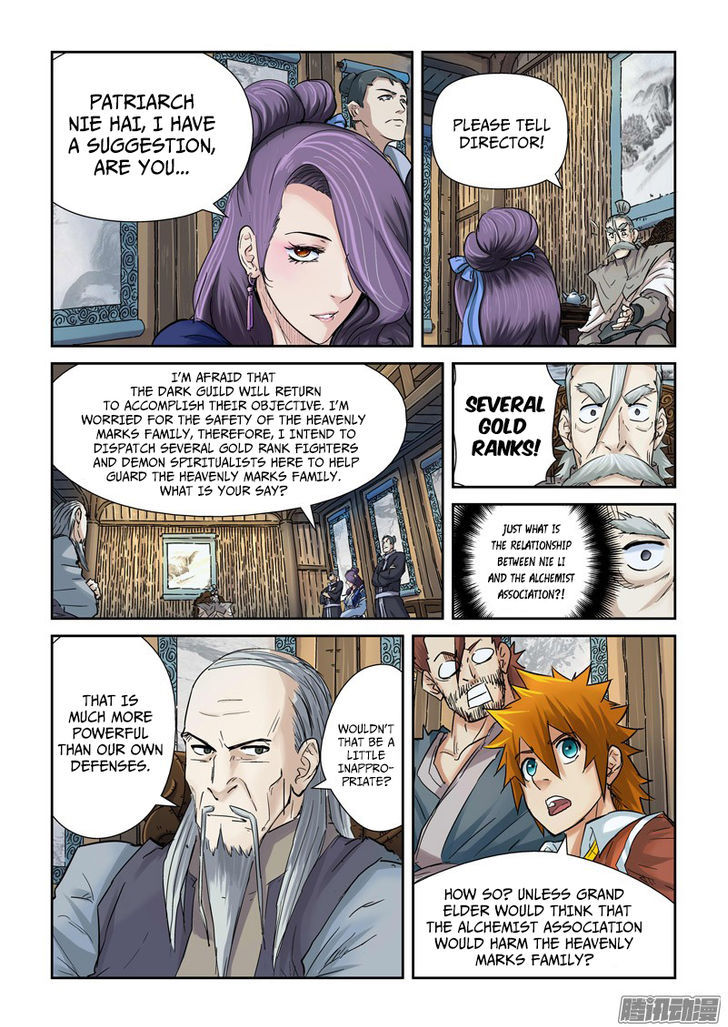 PATRIARCH
NIE HAI, I HAVE
A SUGGESTION,
ARE YOU...
PLEASE TELL
DIRECTOR!
I'M AFRAID THAT
THE DARK GUILD WILL RETURN
TO ACCOMPLISH THEIR OBJECTIVE. I'M
WORRIED FOR THE SAFETY OF THE HEAVENLY
MARKS FAMILY, THEREFORE, I INTEND TO
DISPATCH SEVERAL GOLD RANK FIGHTERS
AND DEMON SPIRITUALISTS HERE TO HELP
GUARD THE HEAVENLY MARKS FAMILY.
WHAT IS YOUR SAY?
SEVERAL
GOLD
RANKS!
JUST WHAT IS
THE RELATIONSHIP
BETWEEN NIE LI
AND THE ALCHEMIST
ASSOCIATION?!
THAT IS
MUCH MORE
POWERFUL
THAN OUR OWN
DEFENSES.
WOULDN'T
THAT BE A
LITTLE
INAPPRO-
PRIATE?
HOW SO? UNLESS GRAND
ELDER WOULD THINK THAT
THE ALCHEMIST ASSOCIATION
WOULD HARM THE HEAVENLY
MARKS FAMILY?
腾讯动漫